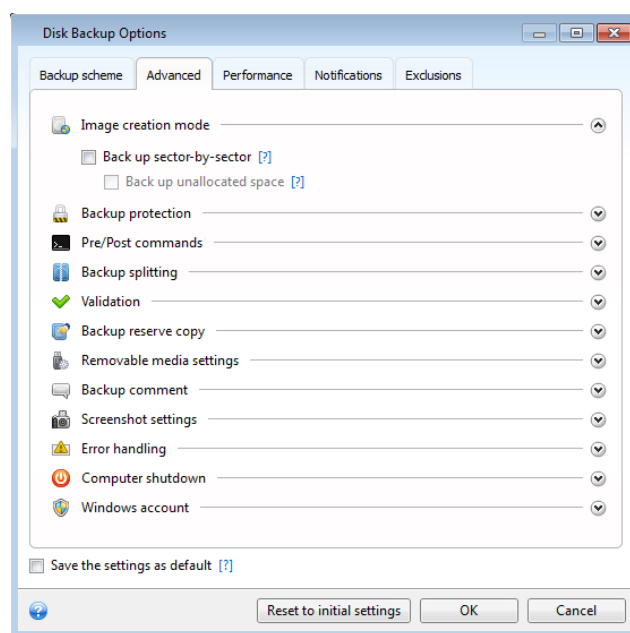 Disk Backup Options
Backup scheme Advanced Performance Notifications Exclusions
Image creation mode
Back up sector-by-sector [?]
Back up unallocated space [?]
Backup protection
Pre/Post commands
Backup splitting
Validation
Backup reserve copy
Removable media settings
Backup comment
Screenshot settings
Error handling
Computer shutdown
Windows account
Save the settings as default [?]
Reset to initial settings OK Cancel